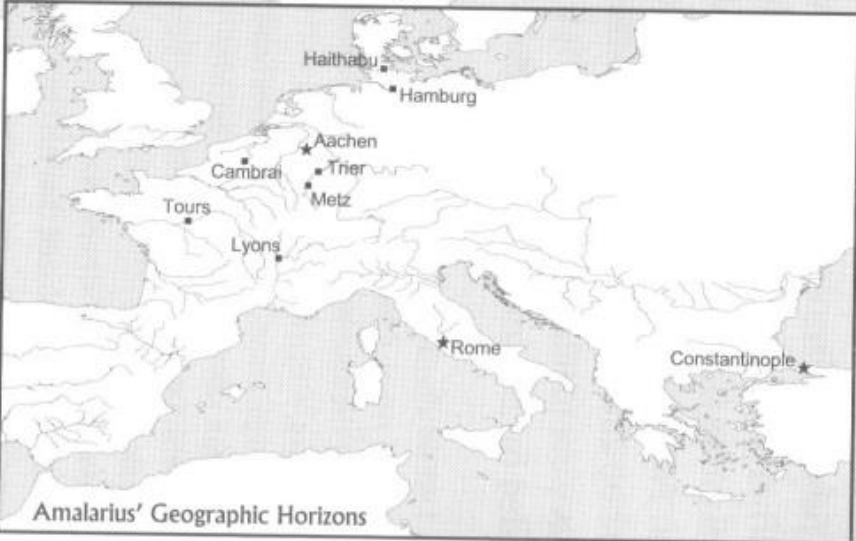 Haithabu
Hamburg
Aachen
Cambrai
Trier
Metz
Tours
Lyons
Rome
Constantinople
Amalarius' Geographic Horizons